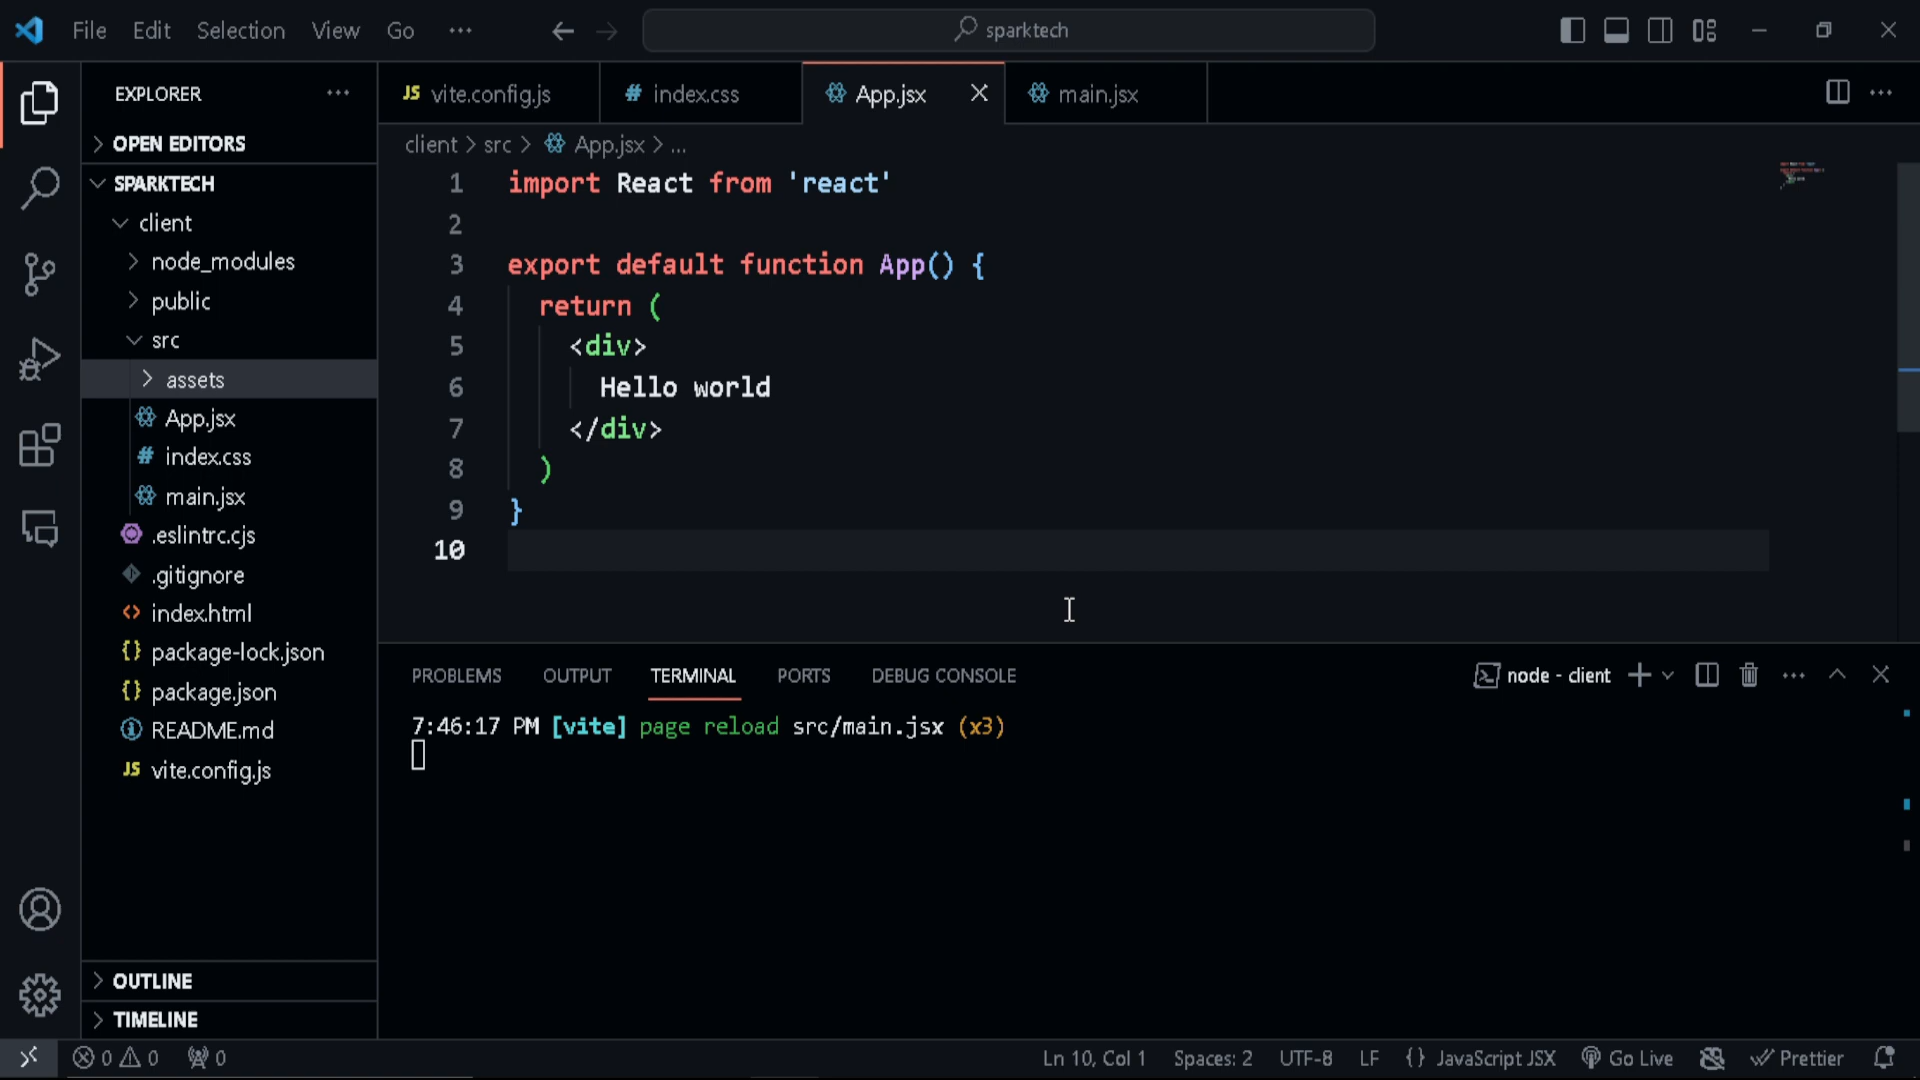 File Edit Selection View Go ··· sparktech
EXPLORER ···
OPEN EDITORS
SPARKTECH
client
node_modules
public
src
assets
App.jsx
# index.css
main.jsx
.eslintrc.cjs
.gitignore
<> index.html
{} package-lock.json
{} package.json
README.md
JS vite.config.js
OUTLINE
TIMELINE
JS vite.config.js # index.css App.jsx main.jsx
client > src > App.jsx > ...
1 import React from 'react'
2
3 export default function App() {
4 return (
5 <div>
6 Hello world
7 </div>
8 )
9 }
10
PROBLEMS OUTPUT TERMINAL PORTS DEBUG CONSOLE node - client
7:46:17 PM [vite] page reload src/main.jsx (x3)
0 0 0 Ln 10, Col 1 Spaces: 2 UTF-8 LF {} JavaScript JSX Go Live Prettier